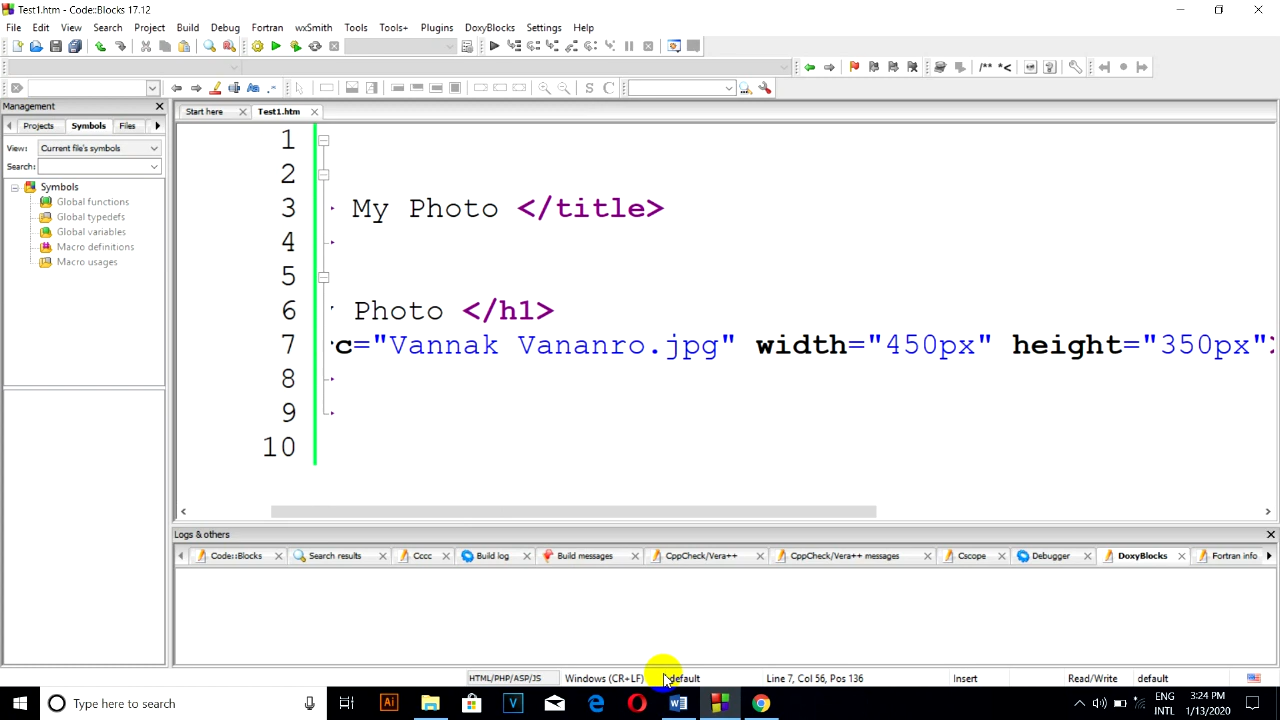 Test1.htm - Code::Blocks 17.12
File Edit View Search Project Build Debug Fortran wxSmith Tools Tools+ Plugins DoxyBlocks Settings Help
/** *<
S C
Management
Start here Test1.htm
Projects Symbols Files
View: Current file's symbols
Search:
Symbols
Global functions
Global typedefs
Global variables
Macro definitions
Macro usages
1
2
3 My Photo </title>
4
5
6 Photo </h1>
7 c="Vannak Vananro.jpg" width="450px" height="350px">
8
9
10
Logs & others
Code::Blocks Search results Cccc Build log Build messages CppCheck/Vera++ CppCheck/Vera++ messages Cscope Debugger DoxyBlocks Fortran info
HTML/PHP/ASP/JS Windows (CR+LF) default Line 7, Col 56, Pos 136 Insert Read/Write default
Type here to search
Ai V W
ENG 3:24 PM
INTL 1/13/2020